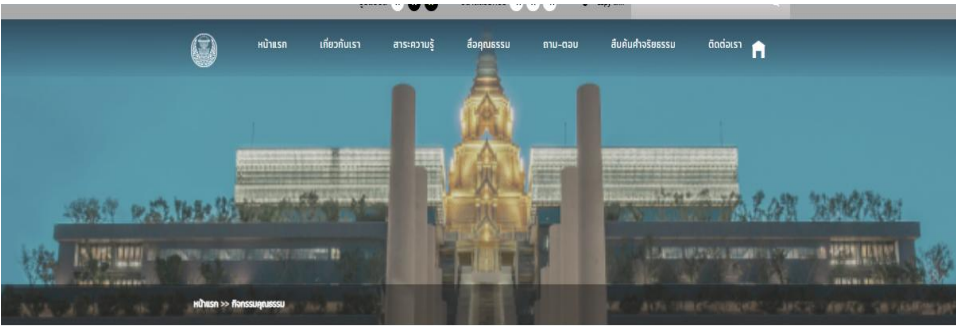 หน้าแรก เกี่ยวกับเรา สาระความรู้ สื่อคุณธรรม ถาม-ตอบ สืบค้นคำจริยธรรม ติดต่อเรา
หน้าแรก >> กิจกรรมคุณธรรม